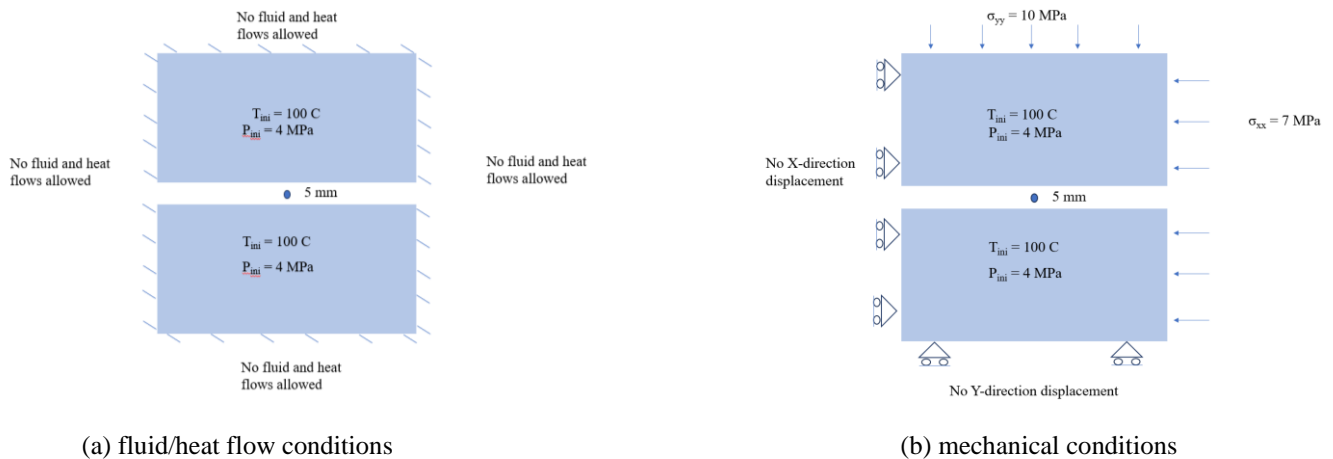 No fluid and heat
flows allowed
T_ini = 100 C
P_ini = 4 MPa
No fluid and heat
flows allowed
No fluid and heat
flows allowed
5 mm
T_ini = 100 C
P_ini = 4 MPa
No fluid and heat
flows allowed
(a) fluid/heat flow conditions
σ_yy = 10 MPa
T_ini = 100 C
P_ini = 4 MPa
σ_xx = 7 MPa
No X-direction
displacement
5 mm
T_ini = 100 C
P_ini = 4 MPa
No Y-direction displacement
(b) mechanical conditions